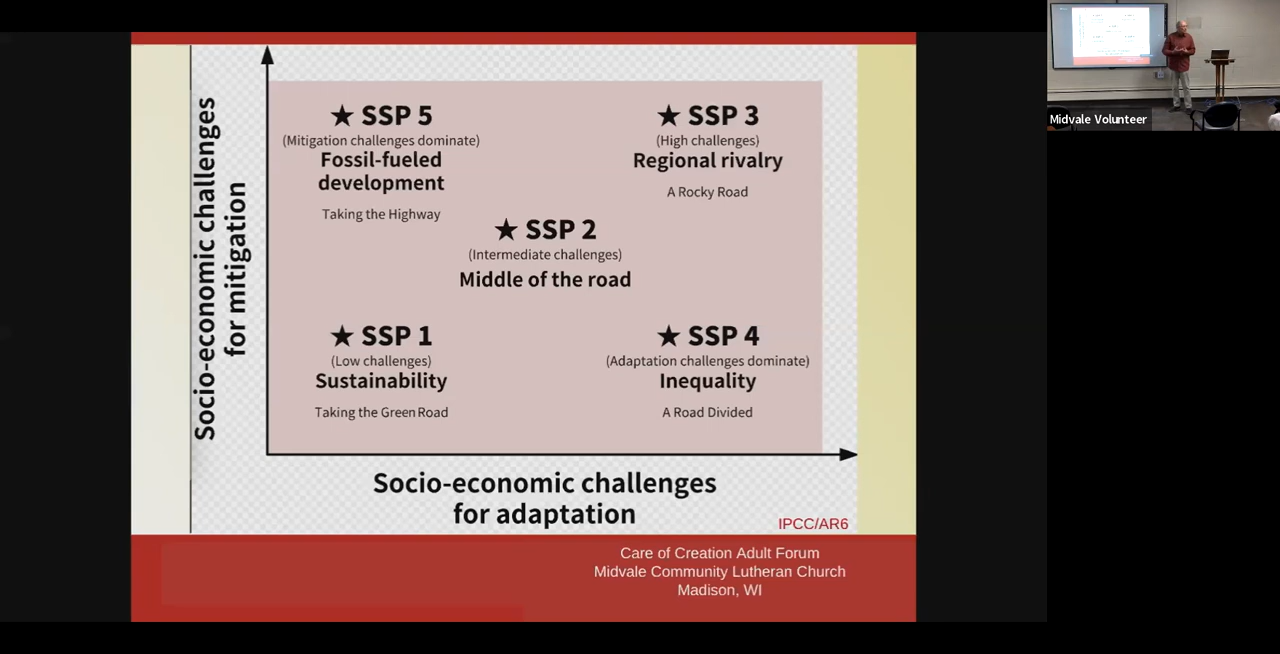 Socio-economic challenges
for mitigation
★ SSP 5
(Mitigation challenges dominate)
Fossil-fueled
development
Taking the Highway
★ SSP 3
(High challenges)
Regional rivalry
A Rocky Road
★ SSP 2
(Intermediate challenges)
Middle of the road
★ SSP 1
(Low challenges)
Sustainability
Taking the Green Road
★ SSP 4
(Adaptation challenges dominate)
Inequality
A Road Divided
Socio-economic challenges
for adaptation
IPCC/AR6
Care of Creation Adult Forum
Midvale Community Lutheran Church
Madison, WI
Midvale Volunteer